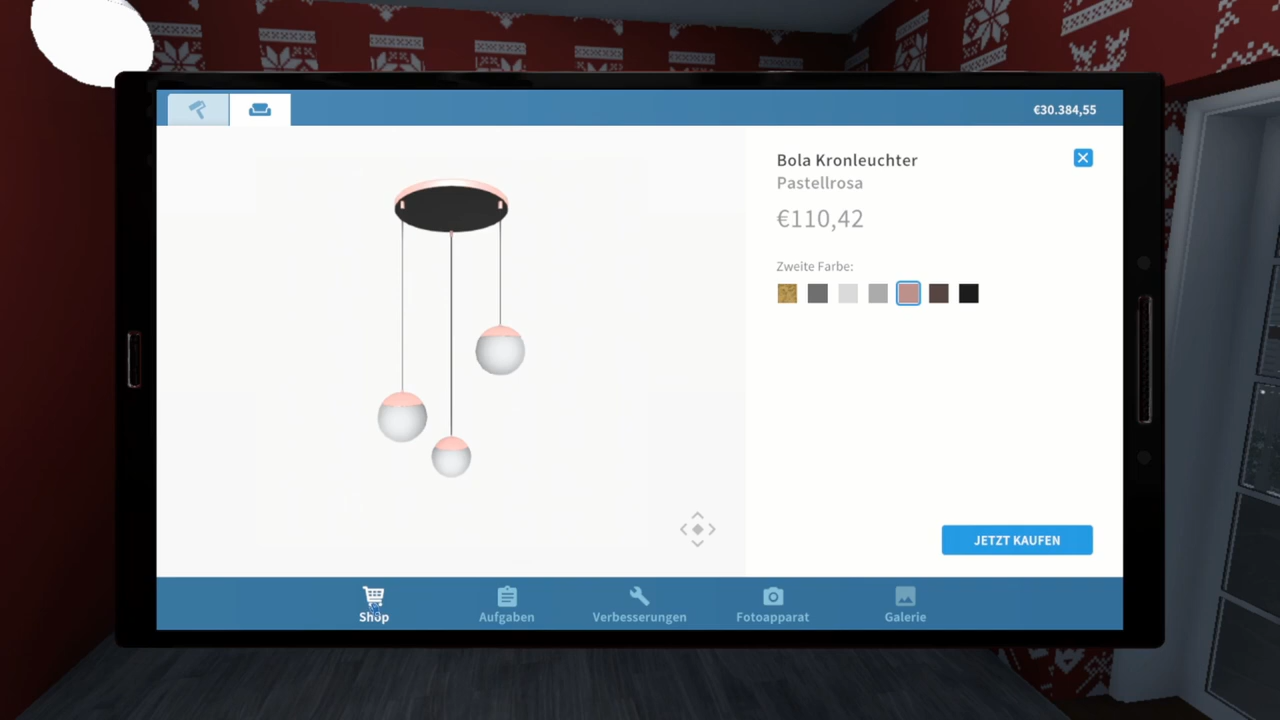 €30.384,55
Bola Kronleuchter
Pastellrosa
€110,42
Zweite Farbe:
JETZT KAUFEN
Shop
Aufgaben
Verbesserungen
Fotoapparat
Galerie